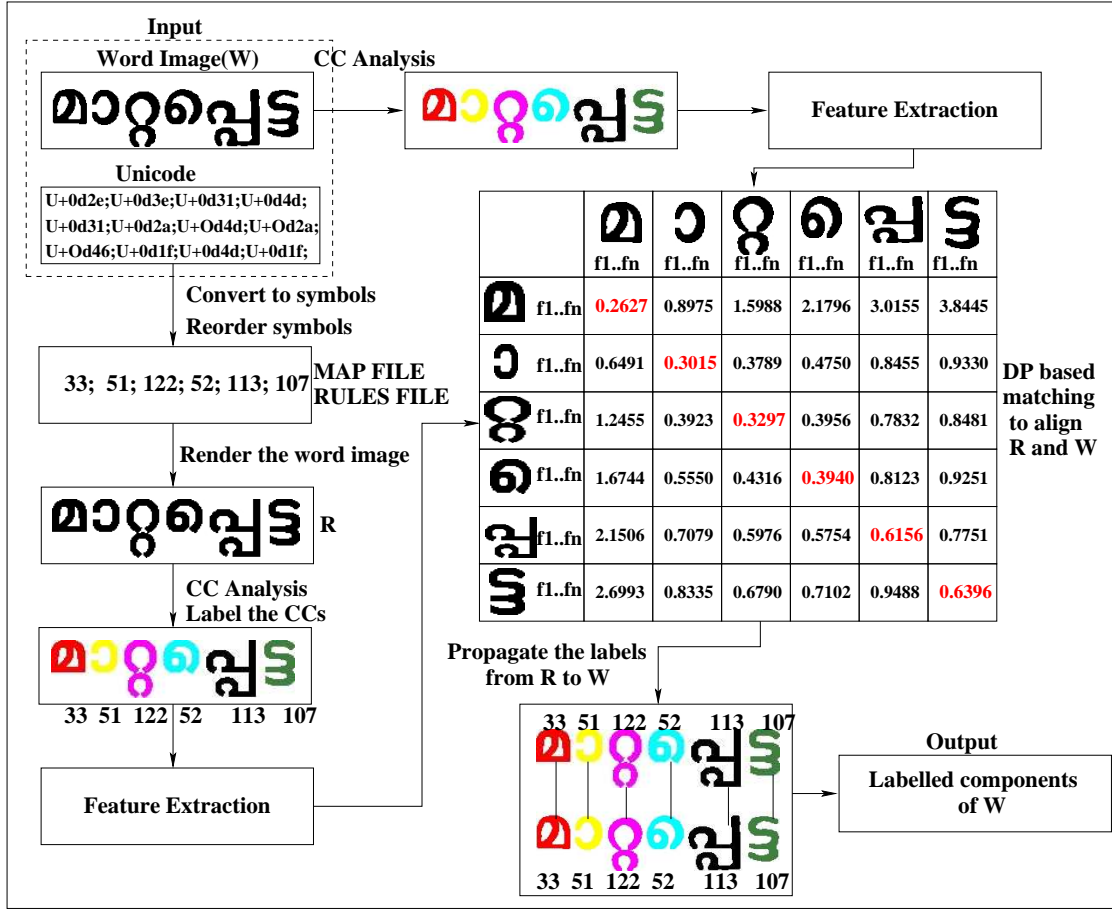 Input
Word Image(W)
മാറ്റപ്പെട്ട
Unicode
U+0d2e;U+0d3e;U+0d31;U+0d4d;
U+0d31;U+0d2a;U+Od4d;U+Od2a;
U+Od46;U+0d1f;U+0d4d;U+0d1f;
CC Analysis
മാറ്റപ്പെട്ട
Feature Extraction
Convert to symbols
Reorder symbols
33; 51; 122; 52; 113; 107
MAP FILE
RULES FILE
Render the word image
മാറ്റപ്പെട്ട
R
CC Analysis
Label the CCs
മാറ്റപ്പെട്ട
33 51 122 52 113 107
Feature Extraction
മ ാ റ്റ െ പ്പ ട്ട
f1..fn f1..fn f1..fn f1..fn f1..fn f1..fn
മ f1..fn 0.2627 0.8975 1.5988 2.1796 3.0155 3.8445
ാ f1..fn 0.6491 0.3015 0.3789 0.4750 0.8455 0.9330
റ്റ f1..fn 1.2455 0.3923 0.3297 0.3956 0.7832 0.8481
െ f1..fn 1.6744 0.5550 0.4316 0.3940 0.8123 0.9251
പ്പ f1..fn 2.1506 0.7079 0.5976 0.5754 0.6156 0.7751
ട്ട f1..fn 2.6993 0.8335 0.6790 0.7102 0.9488 0.6396
DP based
matching
to align
R and W
Propagate the labels
from R to W
33 51 122 52 113 107
മാറ്റപ്പെട്ട
മാറ്റപ്പെട്ട
33 51 122 52 113 107
Output
Labelled components
of W